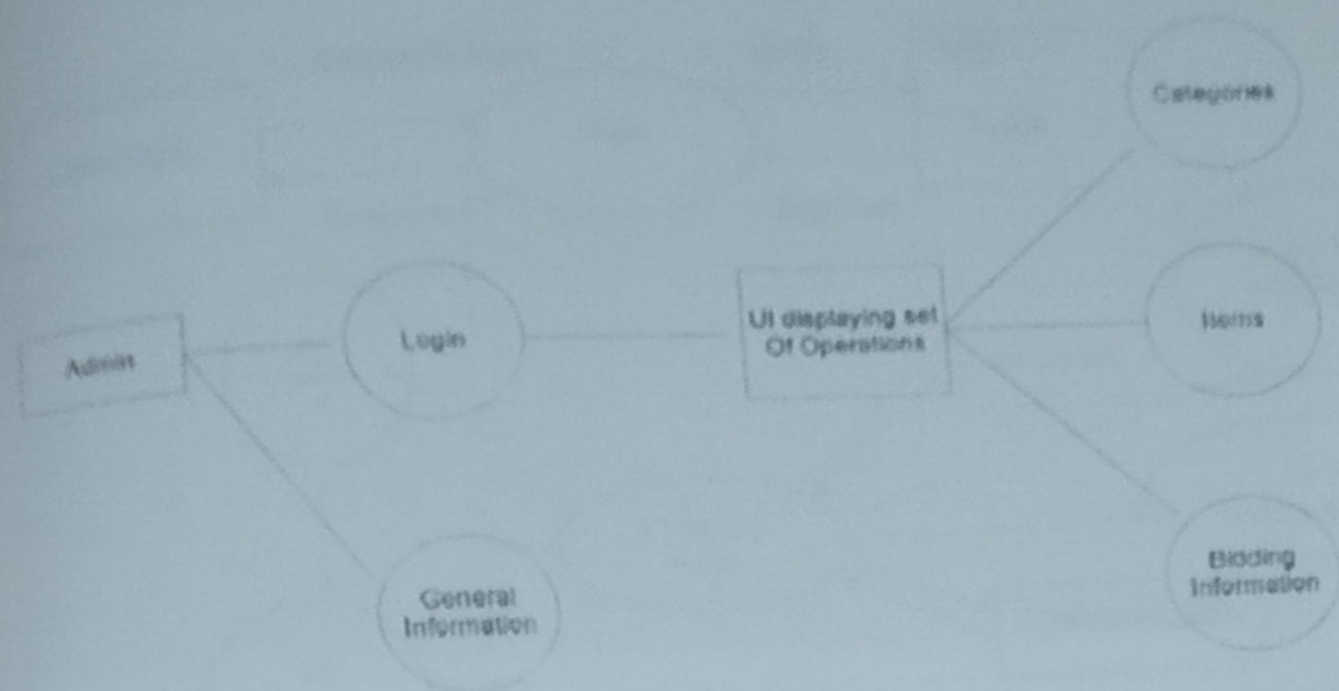 Categories
Login
UI displaying set
Of Operations
Items
Admin
Bidding
Information
General
Information